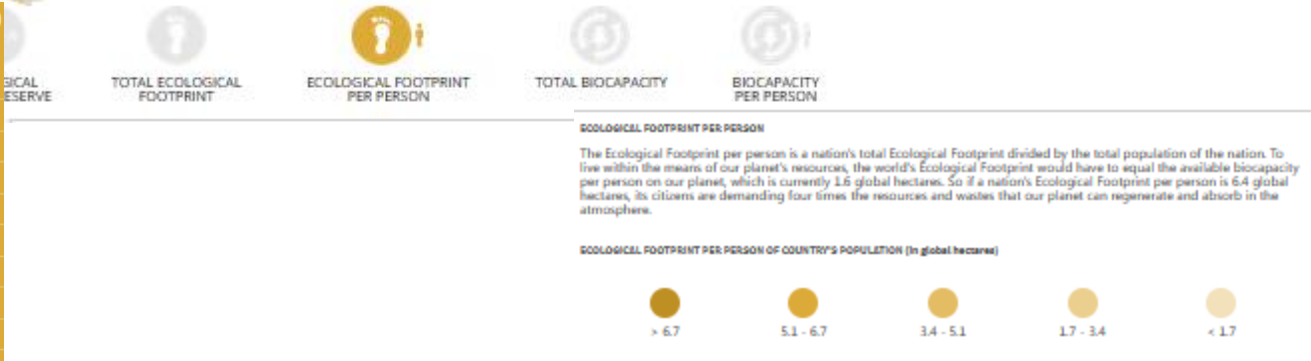 GICAL
ESERVE
TOTAL ECOLOGICAL
FOOTPRINT
ECOLOGICAL FOOTPRINT
PER PERSON
TOTAL BIOCAPACITY
BIOCAPACITY
PER PERSON
ECOLOGICAL FOOTPRINT PER PERSON
The Ecological Footprint per person is a nation's total Ecological Footprint divided by the total population of the nation. To
live within the means of our planet's resources, the world's Ecological Footprint would have to equal the available biocapacity
per person on our planet, which is currently 1.6 global hectares. So if a nation's Ecological Footprint per person is 6.4 global
hectares, its citizens are demanding four times the resources and wastes that our planet can regenerate and absorb in the
atmosphere.
ECOLOGICAL FOOTPRINT PER PERSON OF COUNTRY'S POPULATION (in global hectares)
> 6.7
5.1 - 6.7
3.4 - 5.1
1.7 - 3.4
< 1.7